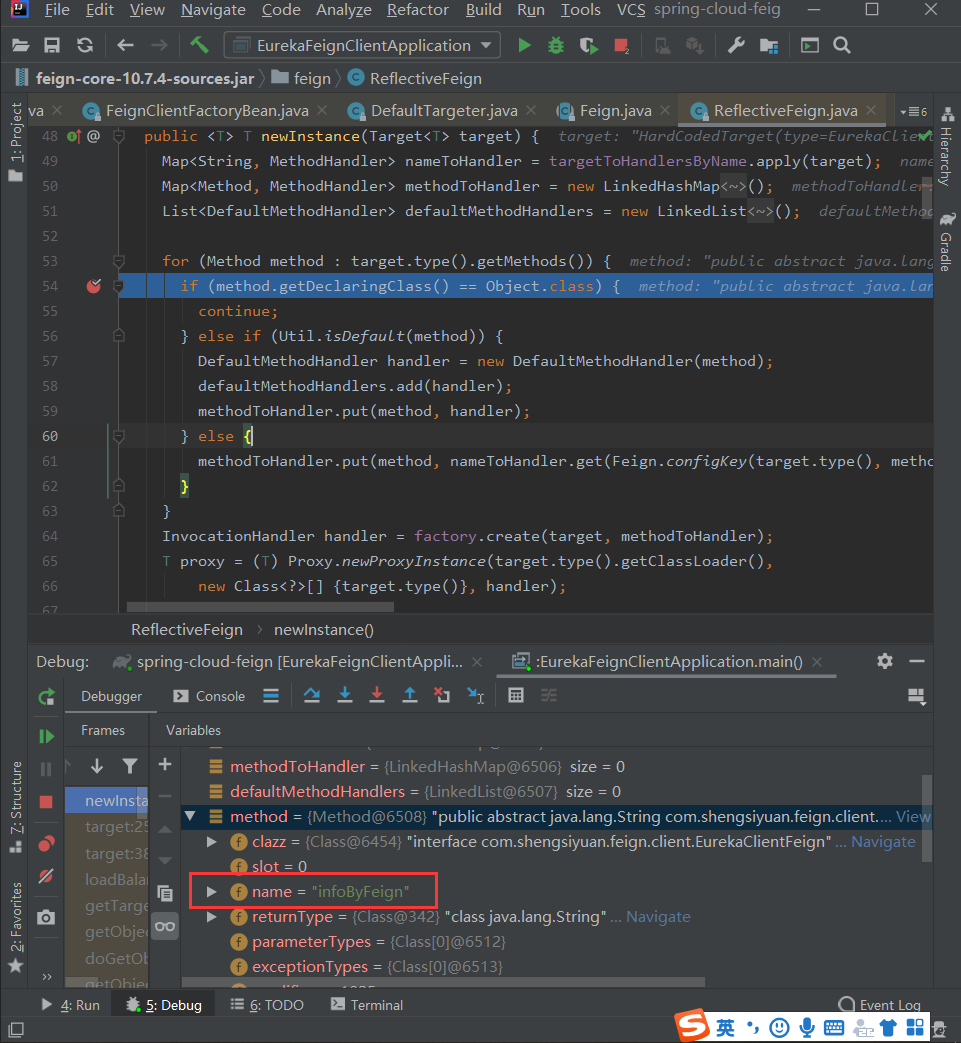 File Edit View Navigate Code Analyze Refactor Build Run Tools VCS spring-cloud-feig
EurekaFeignClientApplication
feign-core-10.7.4-sources.jar feign ReflectiveFeign
va FeignClientFactoryBean.java DefaultTargeter.java Feign.java ReflectiveFeign.java 6
1: Project
Hierarchy
Gradle
48 @ public <T> T newInstance(Target<T> target) { target: "HardCodedTarget(type=EurekaClient
49 Map<String, MethodHandler> nameToHandler = targetToHandlersByName.apply(target); name
50 Map<Method, MethodHandler> methodToHandler = new LinkedHashMap<~>(); methodToHandler:
51 List<DefaultMethodHandler> defaultMethodHandlers = new LinkedList<~>(); defaultMethod
52
53 for (Method method : target.type().getMethods()) { method: "public abstract java.lang
54 if (method.getDeclaringClass() == Object.class) { method: "public abstract java.lan
55 continue;
56 } else if (Util.isDefault(method)) {
57 DefaultMethodHandler handler = new DefaultMethodHandler(method);
58 defaultMethodHandlers.add(handler);
59 methodToHandler.put(method, handler);
60 } else {
61 methodToHandler.put(method, nameToHandler.get(Feign.configKey(target.type(), metho
62 }
63 }
64 InvocationHandler handler = factory.create(target, methodToHandler);
65 T proxy = (T) Proxy.newProxyInstance(target.type().getClassLoader(),
66 new Class<?>[] {target.type()}, handler);
67
ReflectiveFeign newInstance()
Debug: spring-cloud-feign [EurekaFeignClientAppli... :EurekaFeignClientApplication.main()
Debugger Console
Frames Variables
newInsta
target:25
target:38
loadBala
getTarge
getObje
doGetOb
getObjec
methodToHandler = {LinkedHashMap@6506} size = 0
defaultMethodHandlers = {LinkedList@6507} size = 0
method = {Method@6508} "public abstract java.lang.String com.shengsiyuan.feign.client.... View
clazz = {Class@6454} "interface com.shengsiyuan.feign.client.EurekaClientFeign" ... Navigate
slot = 0
name = "infoByFeign"
returnType = {Class@342} "class java.lang.String" ... Navigate
parameterTypes = {Class[0]@6512}
exceptionTypes = {Class[0]@6513}
7: Structure
2: Favorites
4: Run 5: Debug 6: TODO Terminal Event Log
英